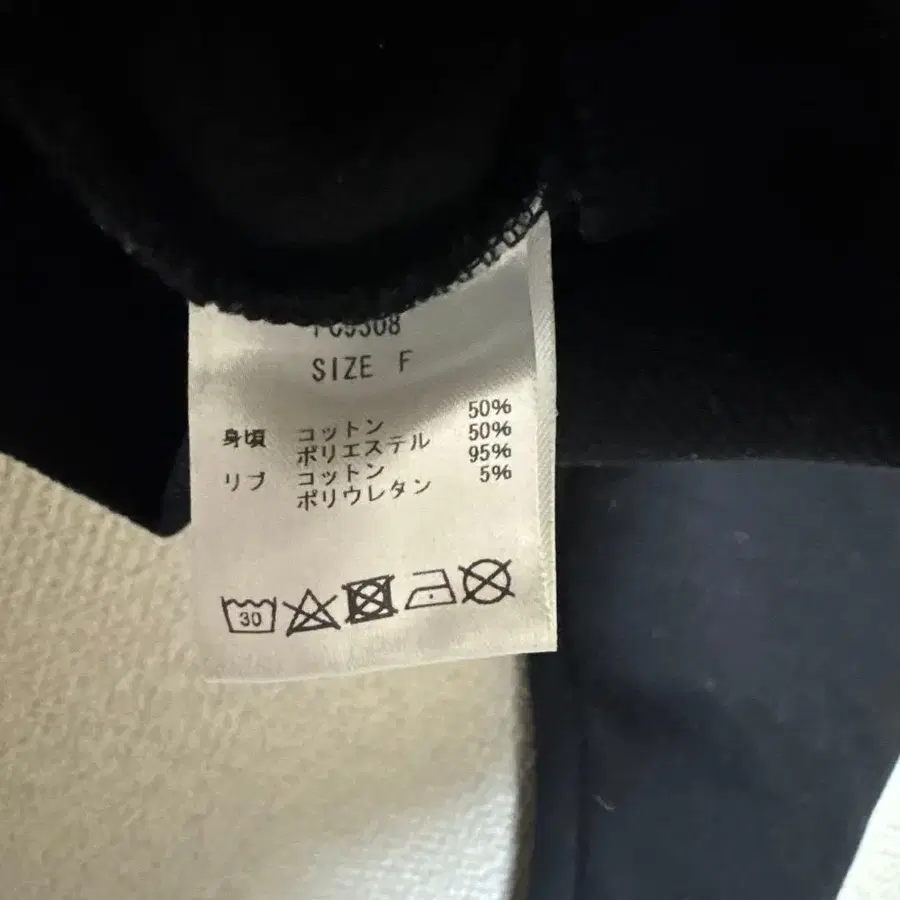 SIZE F
身頃 コットン 50%
ポリエステル 50%
リブ コットン 95%
ポリウレタン 5%
30